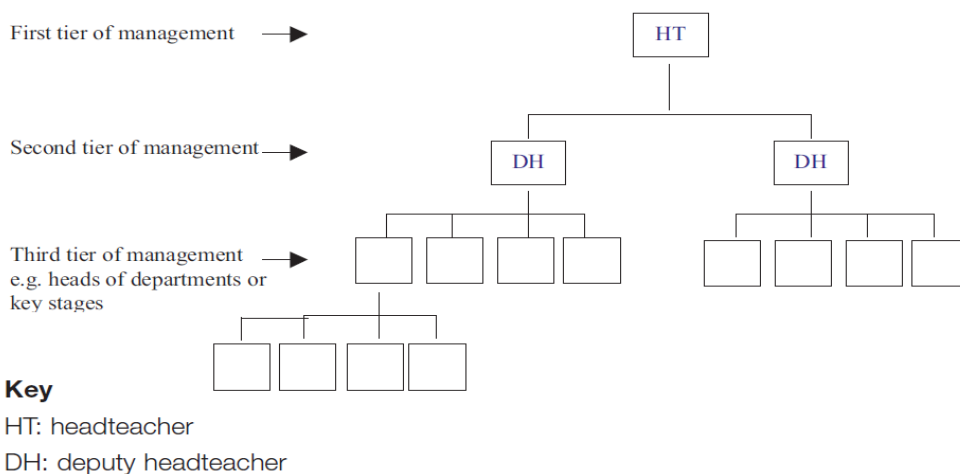 First tier of management
HT
Second tier of management
DH
DH
Third tier of management
e.g. heads of departments or
key stages
Key
HT: headteacher
DH: deputy headteacher